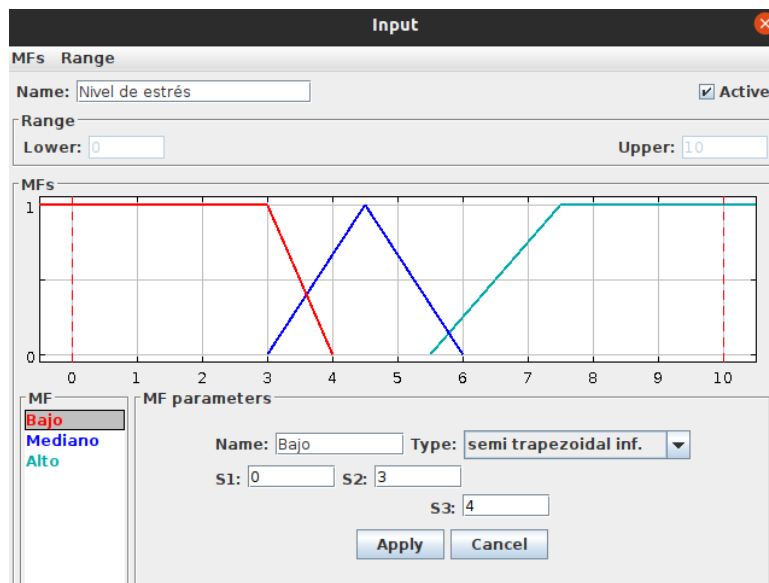 Input
MFs Range
Name: Nivel de estrés Active
Range
Lower: 0 Upper: 10
MFs
1
0
0 1 2 3 4 5 6 7 8 9 10
MF
Bajo
Mediano
Alto
MF parameters
Name: Bajo Type: semi trapezoidal inf.
S1: 0 S2: 3
S3: 4
Apply Cancel